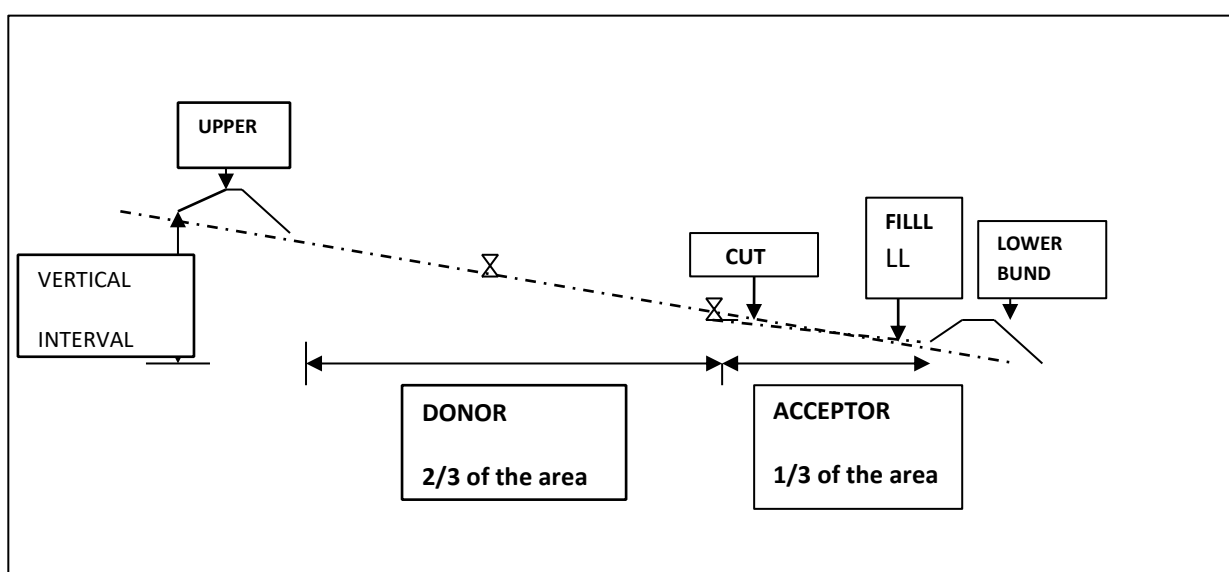 UPPER
VERTICAL
INTERVAL
CUT
FILLL
LL
LOWER
BUND
DONOR
2/3 of the area
ACCEPTOR
1/3 of the area